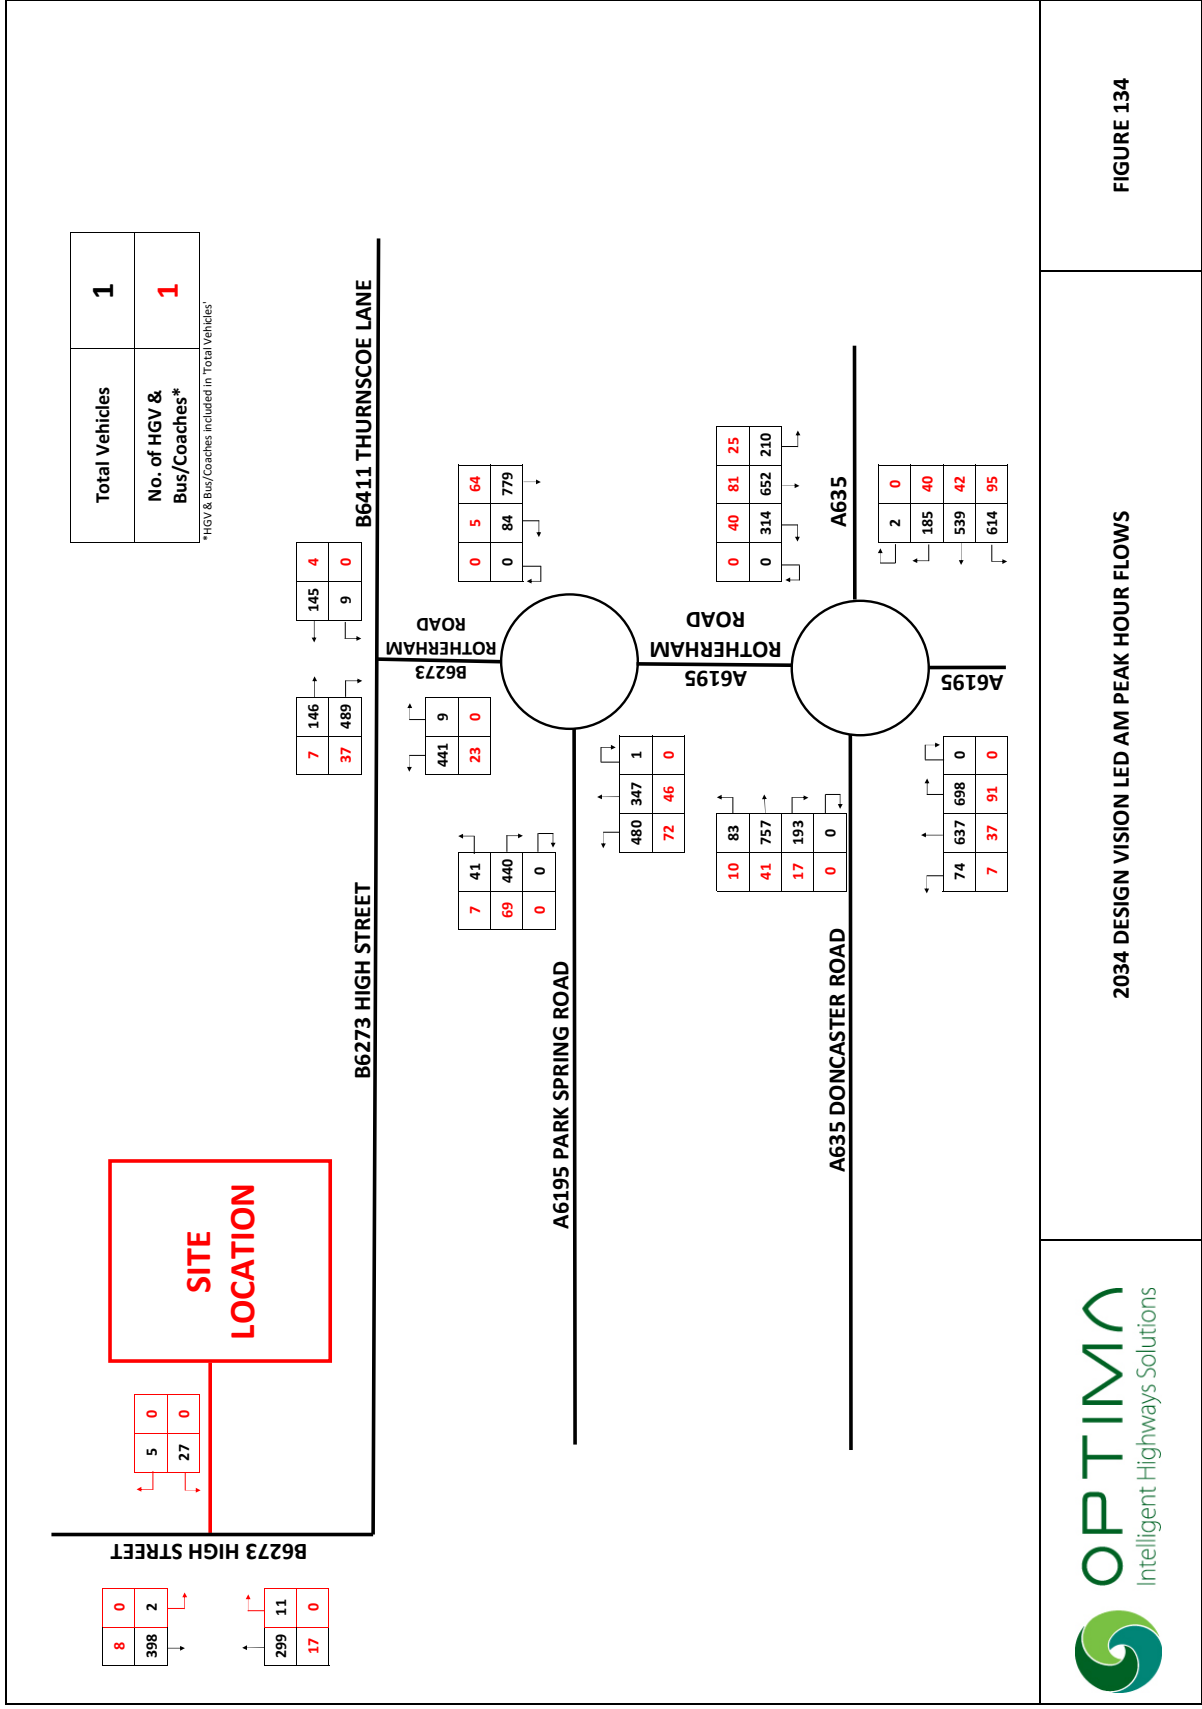 Total Vehicles 1
No. of HGV &
Bus/Coaches* 1
*HGV & Bus/Coaches included in 'Total Vehicles'
SITE
LOCATION
5 0
27 0
B6273 HIGH STREET
8 0
398 2
299 11
17 0
B6273 HIGH STREET
B6411 THURNSCOE LANE
7 146
37 489
145 4
9 0
B6273
ROTHERHAM
ROAD
441 9
23 0
0 5 64
0 84 779
7 41
69 440
0 0
A6195 PARK SPRING ROAD
480 347 1
72 46 0
A6195
ROTHERHAM
ROAD
0 40 81 25
0 314 652 210
10 83
41 757
17 193
0 0
A635 DONCASTER ROAD
A635
2 0
185 40
539 42
614 95
A6195
74 637 698 0
7 37 91 0
OPTIMA
Intelligent Highways Solutions
2034 DESIGN VISION LED AM PEAK HOUR FLOWS
FIGURE 134